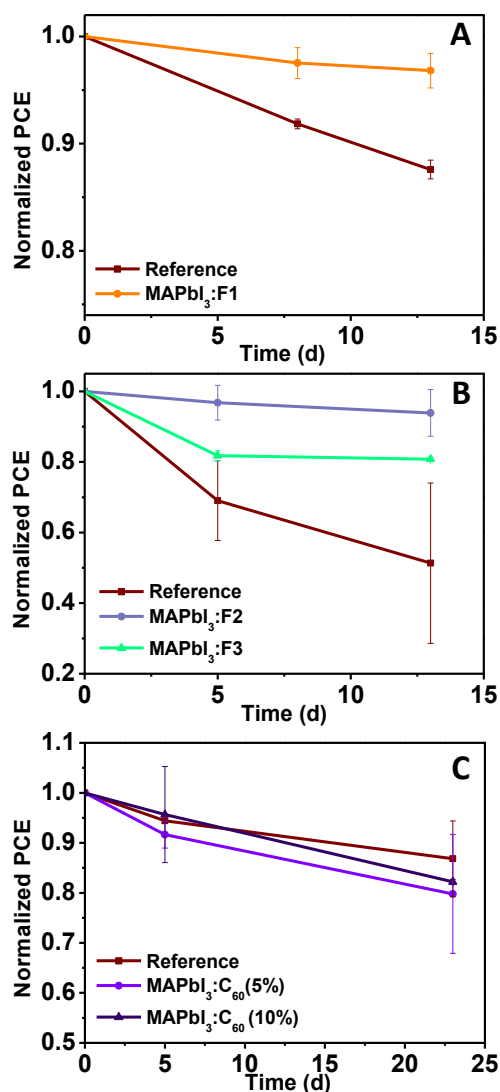 A
Normalized PCE
1.0
0.9
0.8
Reference
MAPbI₃:F1
0 5 10 15
Time (d)
B
Normalized PCE
1.0
0.8
0.6
0.4
0.2
Reference
MAPbI₃:F2
MAPbI₃:F3
0 5 10 15
Time (d)
C
Normalized PCE
1.1
1.0
0.9
0.8
0.7
0.6
0.5
Reference
MAPbI₃:C₆₀(5%)
MAPbI₃:C₆₀(10%)
0 5 10 15 20 25
Time (d)